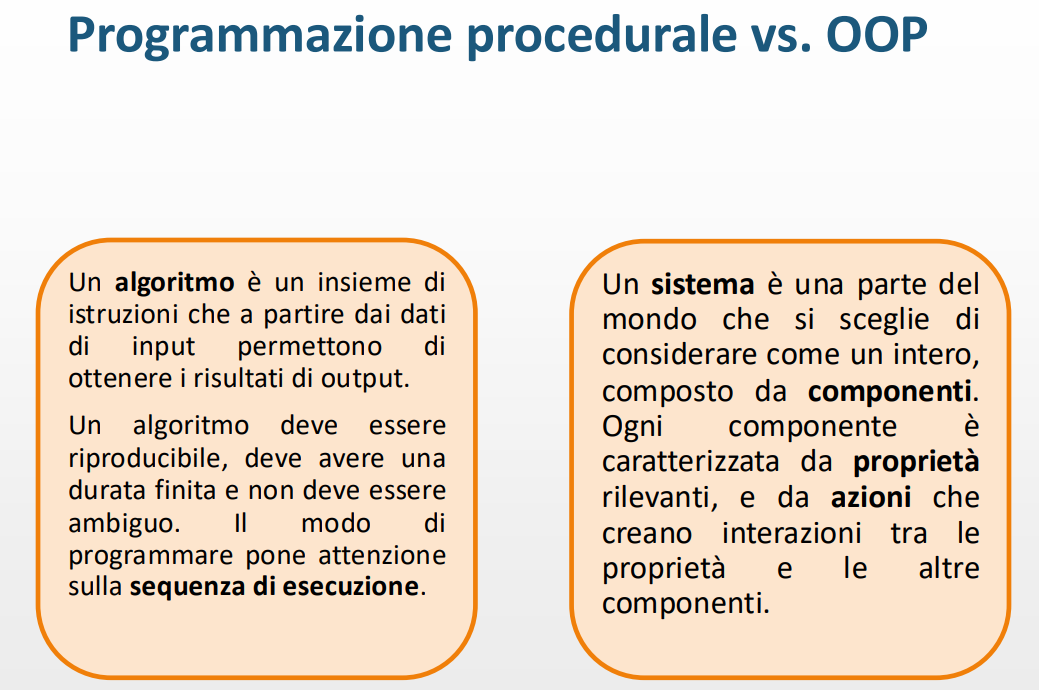 Programmazione procedurale vs. OOP
Un algoritmo è un insieme di
istruzioni che a partire dai dati
di input permettono di
ottenere i risultati di output.
Un algoritmo deve essere
riproducibile, deve avere una
durata finita e non deve essere
ambiguo. Il modo di
programmare pone attenzione
sulla sequenza di esecuzione.
Un sistema è una parte del
mondo che si sceglie di
considerare come un intero,
composto da componenti.
Ogni componente è
caratterizzata da proprietà
rilevanti, e da azioni che
creano interazioni tra le
proprietà e le altre
componenti.